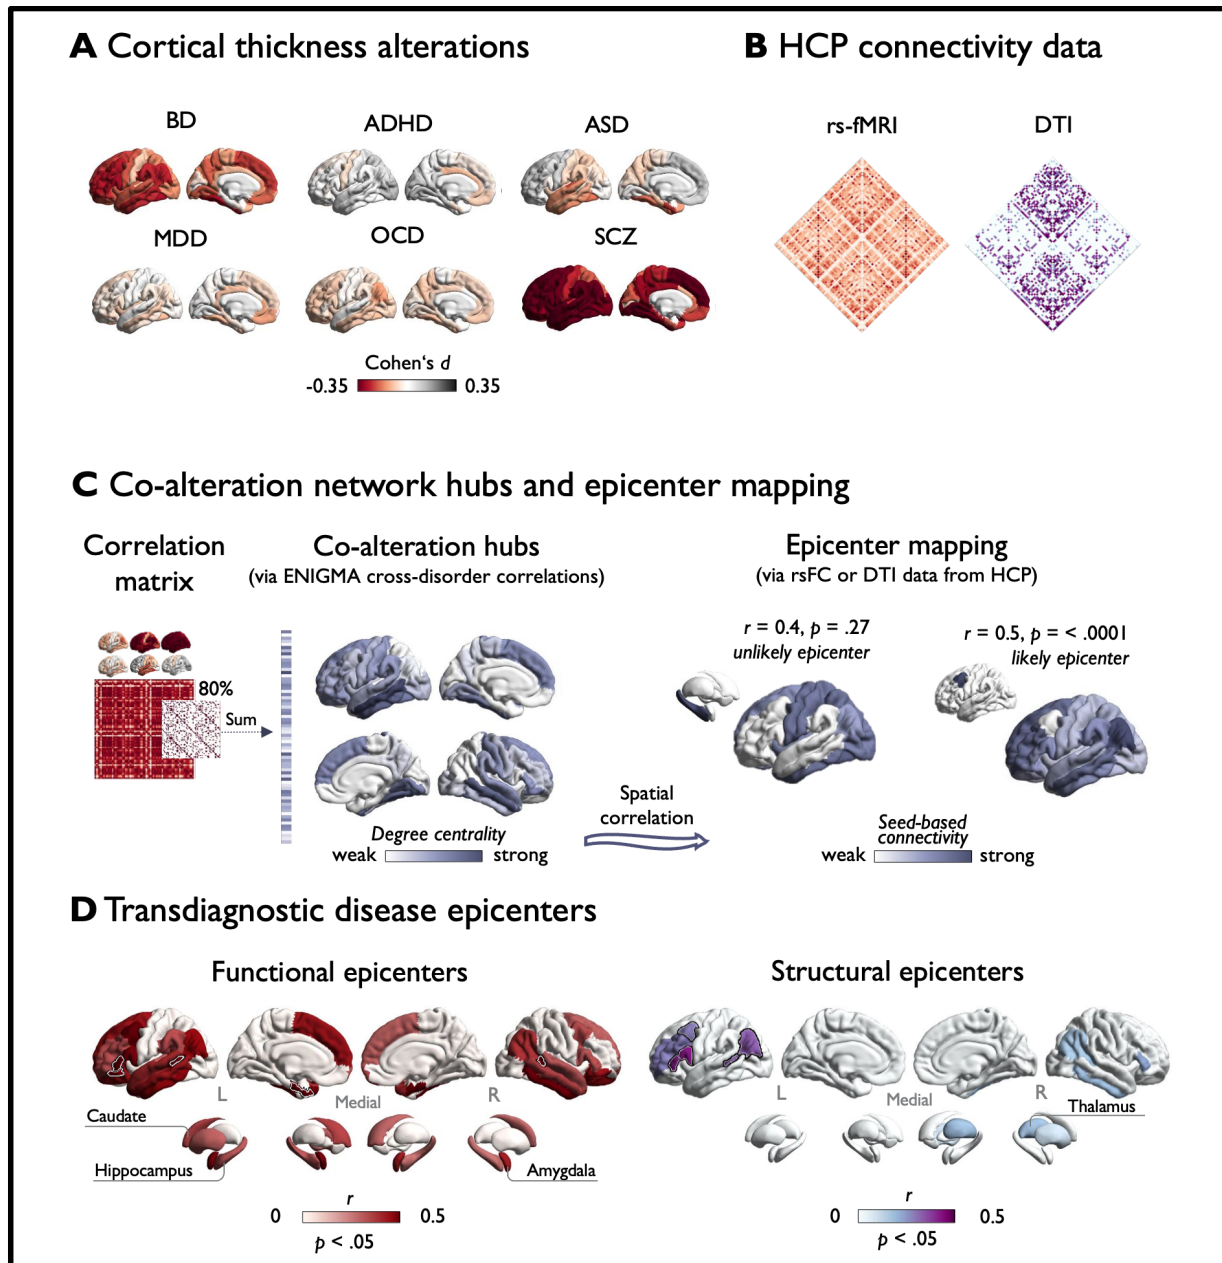 A Cortical thickness alterations
B HCP connectivity data
BD
ADHD
ASD
rs-fMRI
DTI
MDD
OCD
SCZ
Cohen‘s d
-0.35
0.35
C Co-alteration network hubs and epicenter mapping
Correlation
matrix
Co-alteration hubs
(via ENIGMA cross-disorder correlations)
Epicenter mapping
(via rsFC or DTI data from HCP)
r = 0.4, p = .27
unlikely epicenter
r = 0.5, p = < .0001
likely epicenter
80%
Sum
Spatial
correlation
Degree centrality
weak
strong
Seed-based
connectivity
weak
strong
D Transdiagnostic disease epicenters
Functional epicenters
Structural epicenters
L
Medial
R
L
Medial
R
Caudate
Hippocampus
Amygdala
Thalamus
r
0
0.5
p < .05
r
0
0.5
p < .05